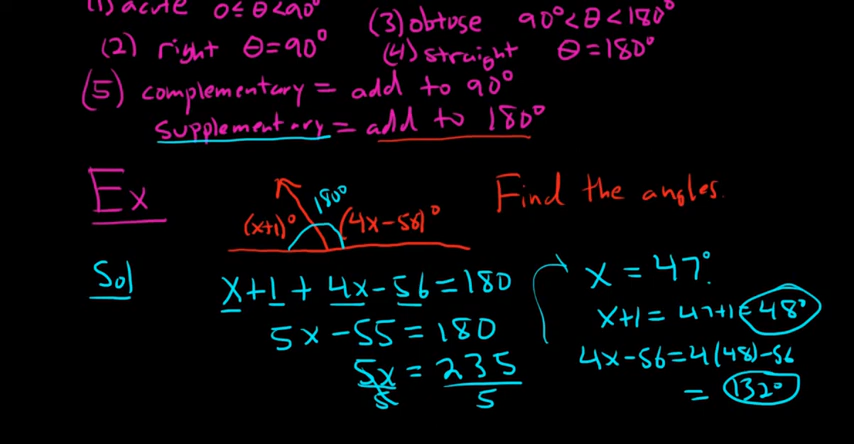 (1) acute 0≤θ<90°
(3) obtuse 90°<θ<180°
(2) right θ=90°
(4) straight θ=180°
(5) complementary = add to 90°
supplementary = add to 180°
Ex
180°
(x+1)° (4x-56)°
Find the angles.
Sol
x+1 + 4x-56=180
5x-55=180
5x = 235
5 5
x = 47°
x+1 = 47+1=48°
4x-56=4(48)-56
= 132°